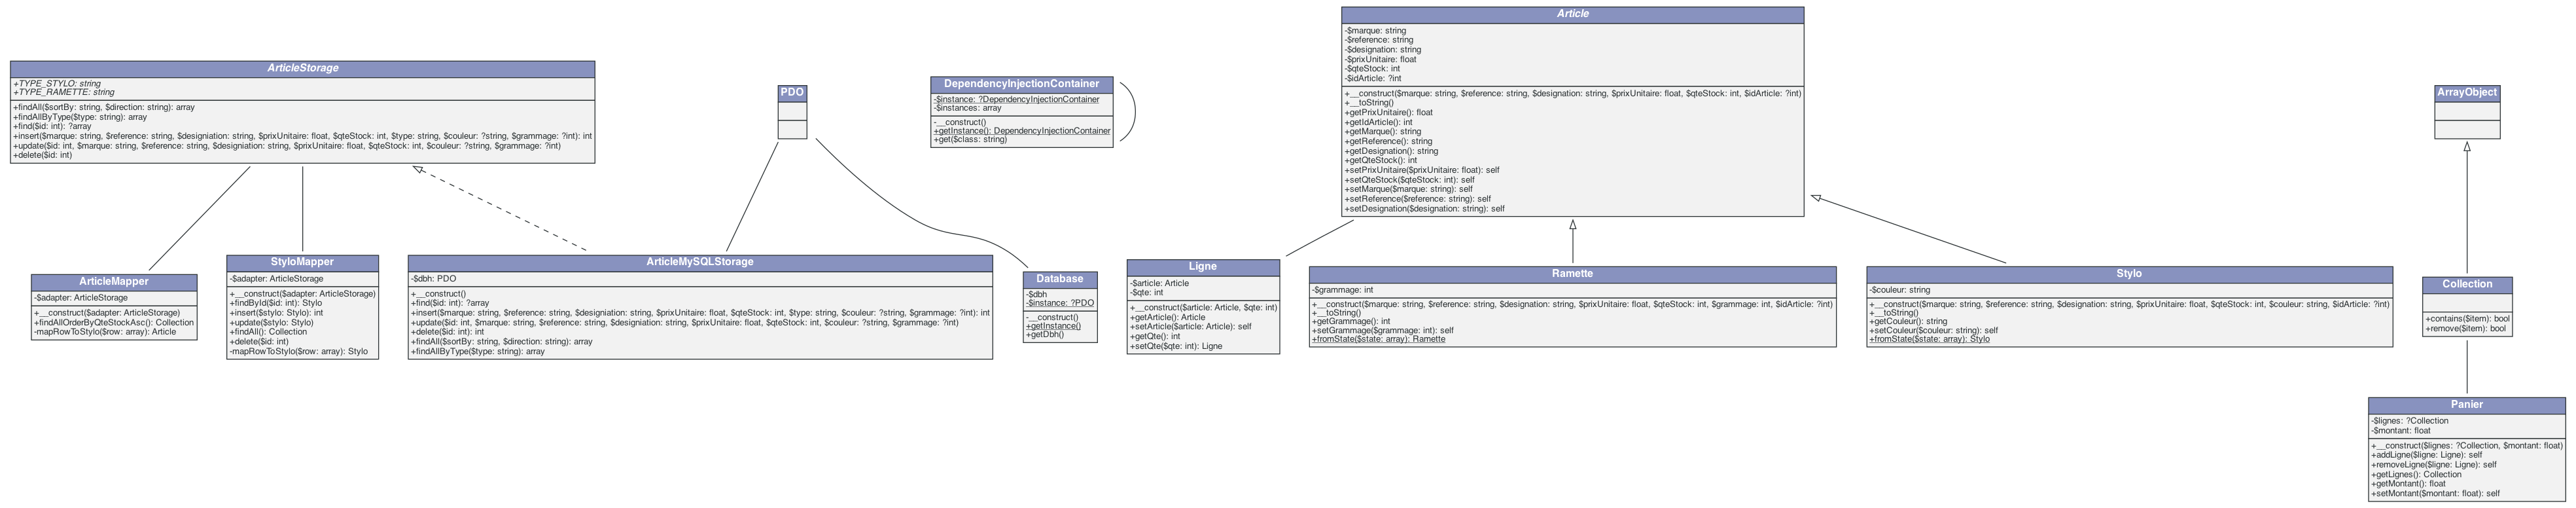 ArticleStorage
+TYPE_STYLO: string
+TYPE_RAMETTE: string
+findAll($sortBy: string, $direction: string): array
+findAllByType($type: string): array
+find($id: int): ?array
+insert($marque: string, $reference: string, $designiation: string, $prixUnitaire: float, $qteStock: int, $type: string, $couleur: ?string, $grammage: ?int): int
+update($id: int, $marque: string, $reference: string, $designiation: string, $prixUnitaire: float, $qteStock: int, $couleur: ?string, $grammage: ?int)
+delete($id: int)
PDO
DependencyInjectionContainer
-$instance: ?DependencyInjectionContainer
-$instances: array
-__construct()
+getInstance(): DependencyInjectionContainer
+get($class: string)
Article
-$marque: string
-$reference: string
-$designation: string
-$prixUnitaire: float
-$qteStock: int
-$idArticle: ?int
+__construct($marque: string, $reference: string, $designation: string, $prixUnitaire: float, $qteStock: int, $idArticle: ?int)
+__toString()
+getPrixUnitaire(): float
+getIdArticle(): int
+getMarque(): string
+getReference(): string
+getDesignation(): string
+getQteStock(): int
+setPrixUnitaire($prixUnitaire: float): self
+setQteStock($qteStock: int): self
+setMarque($marque: string): self
+setReference($reference: string): self
+setDesignation($designation: string): self
ArrayObject
ArticleMapper
-$adapter: ArticleStorage
+__construct($adapter: ArticleStorage)
+findAllOrderByQteStockAsc(): Collection
-mapRowToStylo($row: array): Article
StyloMapper
-$adapter: ArticleStorage
+__construct($adapter: ArticleStorage)
+findById($id: int): Stylo
+insert($stylo: Stylo): int
+update($stylo: Stylo)
+findAll(): Collection
+delete($id: int)
-mapRowToStylo($row: array): Stylo
ArticleMySQLStorage
-$dbh: PDO
+__construct()
+find($id: int): ?array
+insert($marque: string, $reference: string, $designiation: string, $prixUnitaire: float, $qteStock: int, $type: string, $couleur: ?string, $grammage: ?int): int
+update($id: int, $marque: string, $reference: string, $designiation: string, $prixUnitaire: float, $qteStock: int, $couleur: ?string, $grammage: ?int)
+delete($id: int): int
+findAll($sortBy: string, $direction: string): array
+findAllByType($type: string): array
Database
-$dbh
-$instance: ?PDO
-__construct()
+getInstance()
+getDbh()
Ligne
-$article: Article
-$qte: int
+__construct($article: Article, $qte: int)
+getArticle(): Article
+setArticle($article: Article): self
+getQte(): int
+setQte($qte: int): Ligne
Ramette
-$grammage: int
+__construct($marque: string, $reference: string, $designation: string, $prixUnitaire: float, $qteStock: int, $grammage: int, $idArticle: ?int)
+__toString()
+getGrammage(): int
+setGrammage($grammage: int): self
+fromState($state: array): Ramette
Stylo
-$couleur: string
+__construct($marque: string, $reference: string, $designation: string, $prixUnitaire: float, $qteStock: int, $couleur: string, $idArticle: ?int)
+__toString()
+getCouleur(): string
+setCouleur($couleur: string): self
+fromState($state: array): Stylo
Collection
+contains($item): bool
+remove($item): bool
Panier
-$lignes: ?Collection
-$montant: float
+__construct($lignes: ?Collection, $montant: float)
+addLigne($ligne: Ligne): self
+removeLigne($ligne: Ligne): self
+getLignes(): Collection
+getMontant(): float
+setMontant($montant: float): self